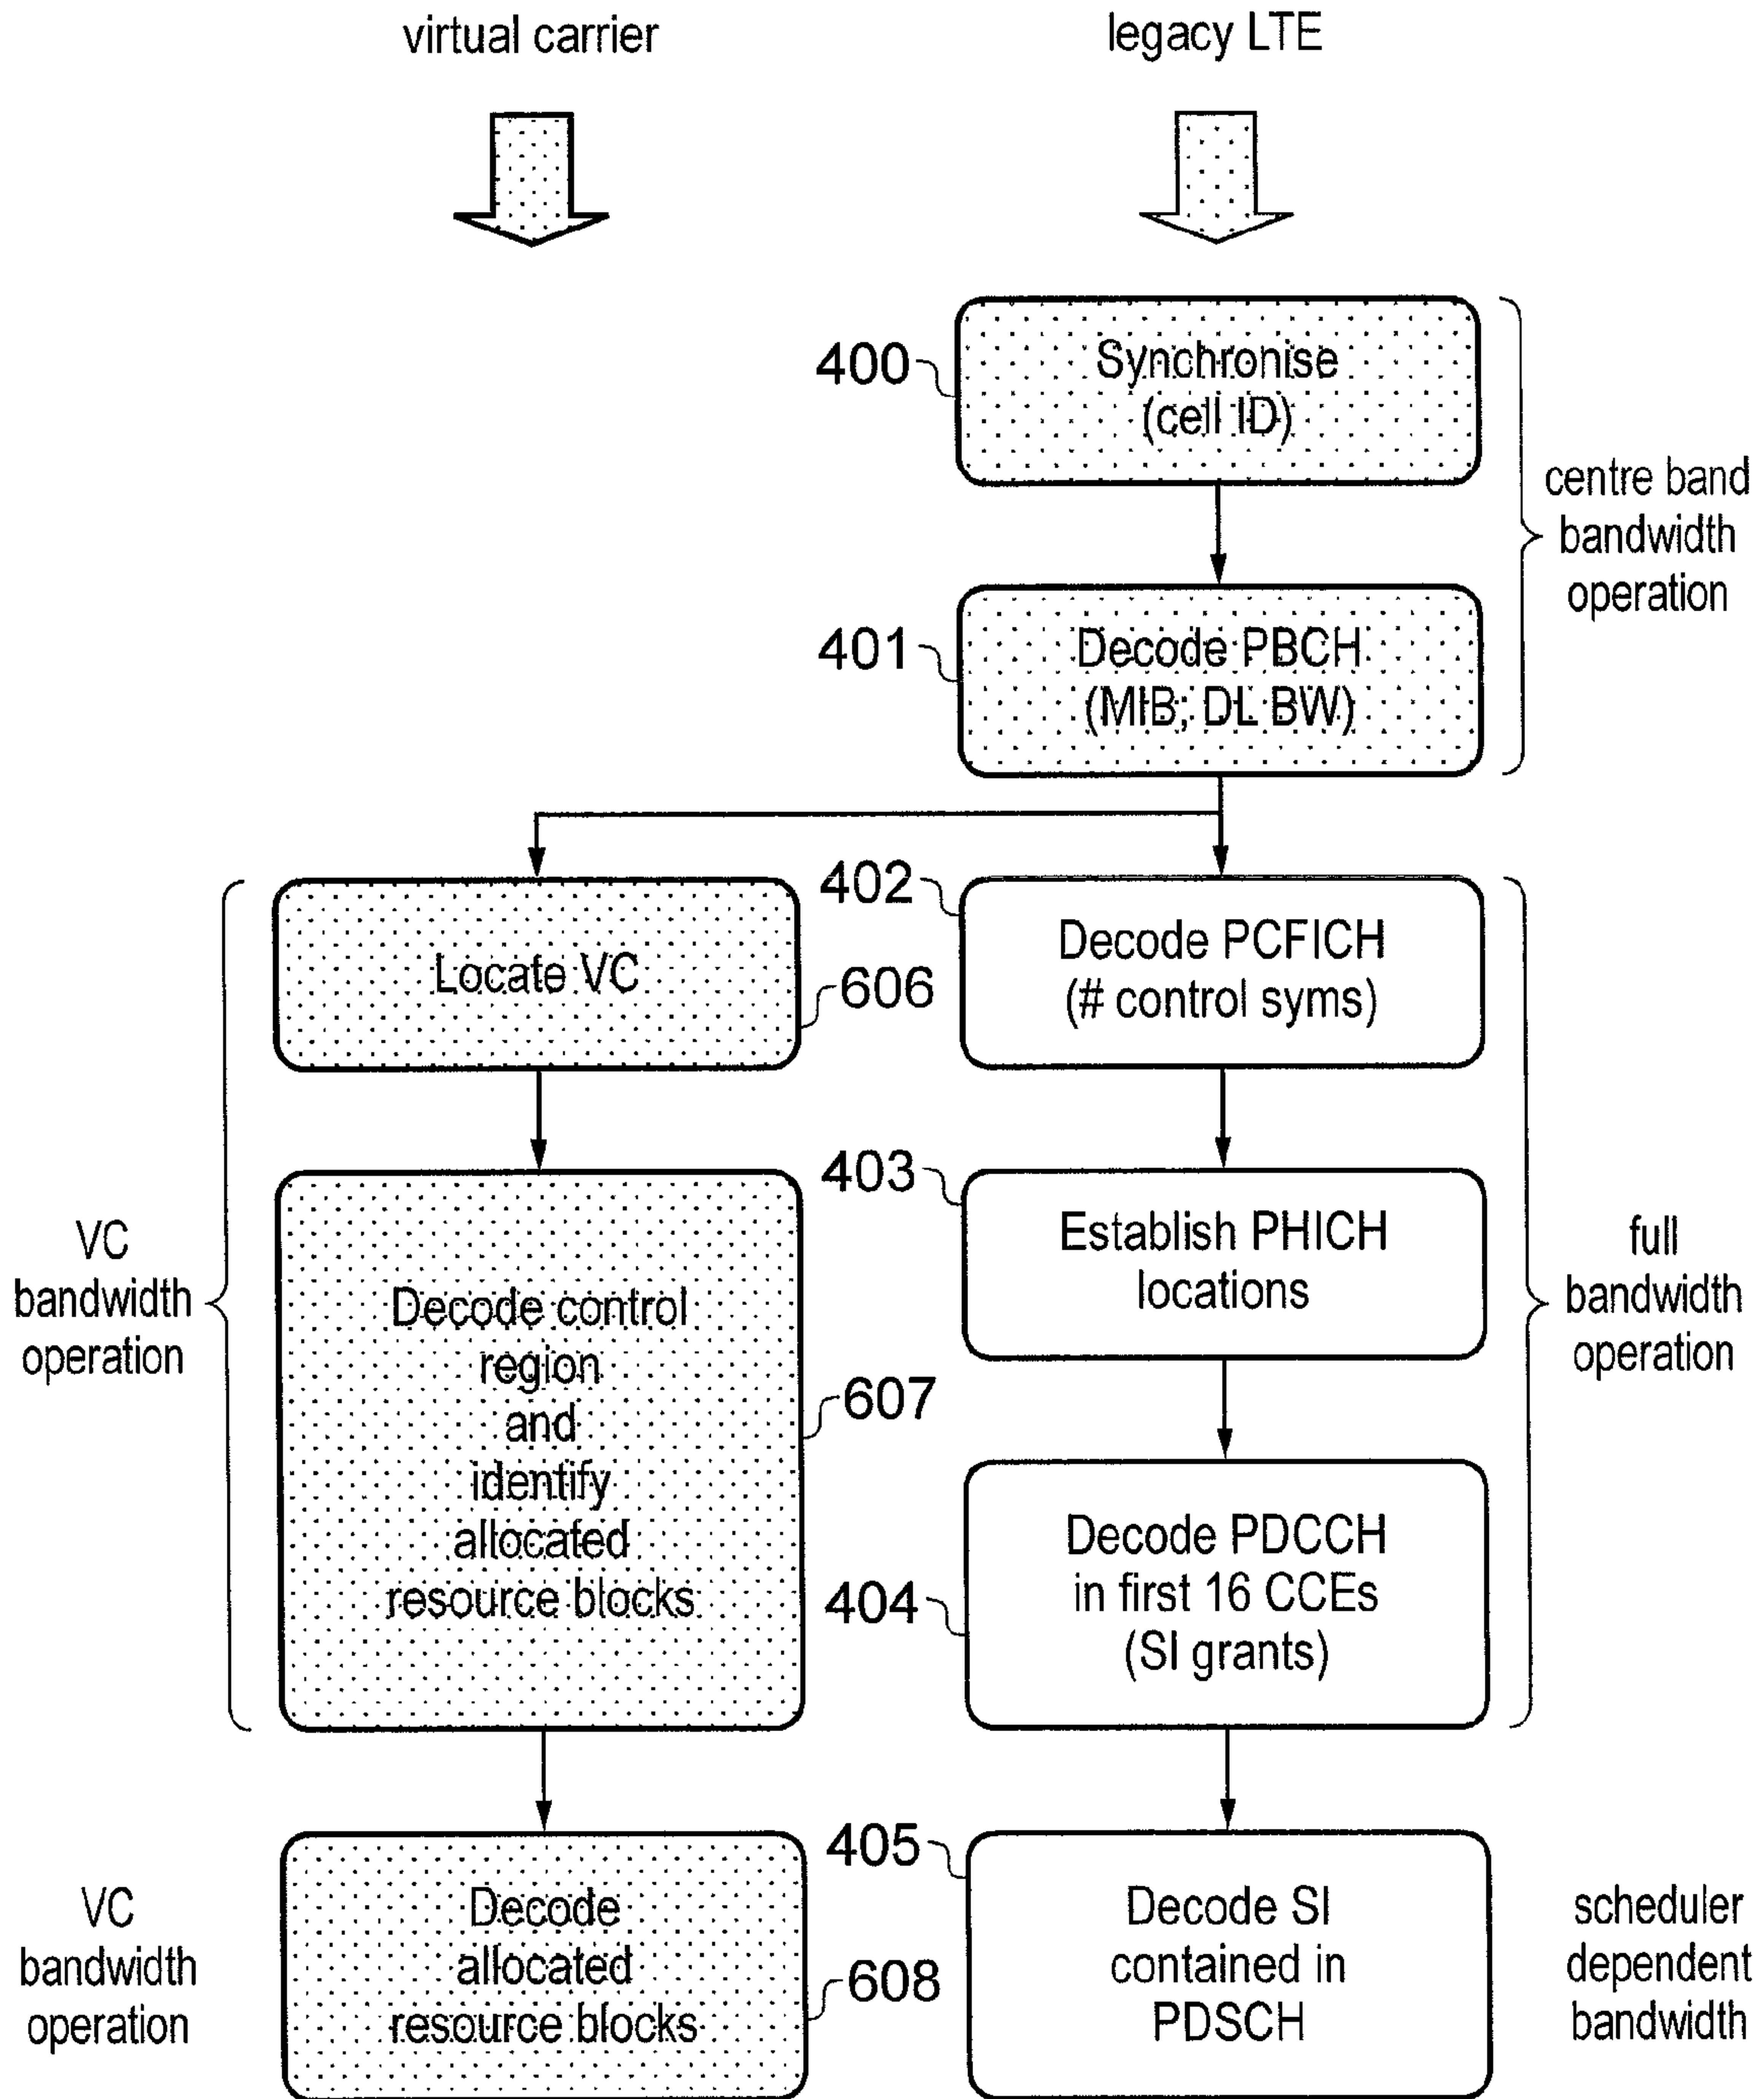 virtual carrier
legacy LTE
400
Synchronise
(cell ID)
centre band
bandwidth
operation
401
Decode PBCH
(MIB; DL BW)
Locate VC
606
402
Decode PCFICH
(# control syms)
VC
bandwidth
operation
Decode control
region
and
identify
allocated
resource blocks
607
403
Establish PHICH
locations
full
bandwidth
operation
404
Decode PDCCH
in first 16 CCEs
(SI grants)
VC
bandwidth
operation
Decode
allocated
resource blocks
608
405
Decode SI
contained in
PDSCH
scheduler
dependent
bandwidth